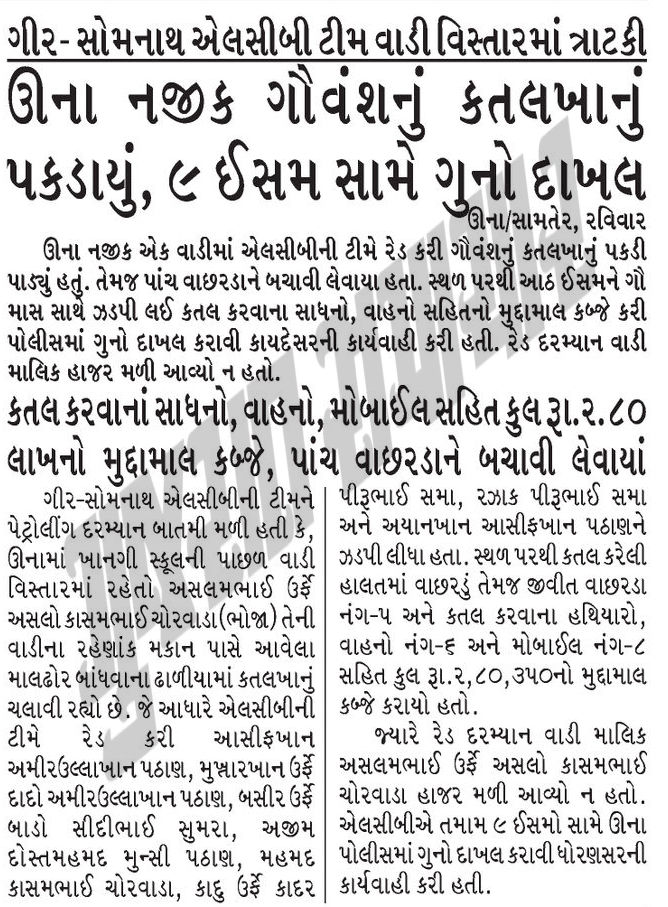 ગીર- સોમનાથ એલસીબી ટીમ વાડી વિસ્તારમાં ત્રાટકી
ઊના નજીક ગૌવંશનું કતલખાનું
પકડાયું, ૯ ઈસમ સામે ગુનો દાખલ
ઊના/સામતેર, રવિવાર
ઊના નજીક એક વાડીમાં એલસીબીની ટીમે રેડ કરી ગૌવંશનું કતલખાનું પકડી
પાડ્યું હતું. તેમજ પાંચ વાછરડાને બચાવી લેવાયા હતા. સ્થળ પરથી આઠ ઈસમને ગૌ
માસ સાથે ઝડપી લઈ કતલ કરવાના સાધનો, વાહનો સહિતનો મુદ્દામાલ કબ્જે કરી
પોલીસમાં ગુનો દાખલ કરાવી કાયદેસરની કાર્યવાહી કરી હતી. રેડ દરમ્યાન વાડી
માલિક હાજર મળી આવ્યો ન હતો.
કતલ કરવાનાં સાધનો, વાહનો, મોબાઈલ સહિત કુલ રૂા.ર.૮૦
લાખનો મુદ્દામાલ કબ્જે, પાંચ વાછરડાને બચાવી લેવાયાં
ગીર-સોમનાથ એલસીબીની ટીમને
પેટ્રોલીંગ દરમ્યાન બાતમી મળી હતી કે,
ઊનામાં ખાનગી સ્કૂલની પાછળ વાડી
વિસ્તારમાં રહેતો અસલમભાઈ ઉર્ફે
અસલો કાસમભાઈ ચોરવાડા(ભોજા) તેની
વાડીના રહેણાંક મકાન પાસે આવેલા
માલઢોર બાંધવાના ઢાળીયામાં કતલખાનું
ચલાવી રહ્યો છે. જે આધારે એલસીબીની
ટીમે રેડ કરી આસીફખાન
અમીરઉલ્લાખાન પઠાણ, મુખ્તારખાન ઉર્ફે
દાદો અમીરઉલ્લાખાન પઠાણ, બસીર ઉર્ફે
બાડો સીદીભાઈ સુમરા, અજીમ
દોસ્તમહમદ મુન્સી પઠાણ, મહમદ
કાસમભાઈ ચોરવાડા, કાદુ ઉર્ફે કાદર
પીરૂભાઈ સમા, રઝાક પીરૂભાઈ સમા
અને અયાનખાન આસીફખાન પઠાણને
ઝડપી લીધા હતા. સ્થળ પરથી કતલ કરેલી
હાલતમાં વાછરડું તેમજ જીવીત વાછરડા
નંગ-૫ અને કતલ કરવાના હથિયારો,
વાહનો નંગ-૬ અને મોબાઈલ નંગ-૮
સહિત કુલ રૂા.ર,૮૦,૩૫૦નો મુદ્દામાલ
કબ્જે કરાયો હતો.
જ્યારે રેડ દરમ્યાન વાડી માલિક
અસલમભાઈ ઉર્ફે અસલો કાસમભાઈ
ચોરવાડા હાજર મળી આવ્યો ન હતો.
એલસીબીએ તમામ ૯ ઈસમો સામે ઊના
પોલીસમાં ગુનો દાખલ કરાવી ધોરણસરની
કાર્યવાહી કરી હતી.